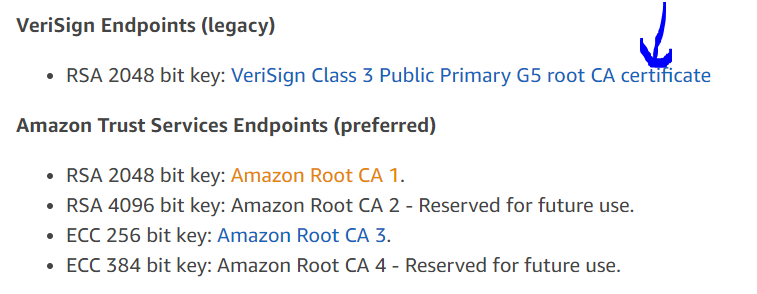 VeriSign Endpoints (legacy)
• RSA 2048 bit key: VeriSign Class 3 Public Primary G5 root CA certificate
Amazon Trust Services Endpoints (preferred)
• RSA 2048 bit key: Amazon Root CA 1.
• RSA 4096 bit key: Amazon Root CA 2 - Reserved for future use.
• ECC 256 bit key: Amazon Root CA 3.
• ECC 384 bit key: Amazon Root CA 4 - Reserved for future use.